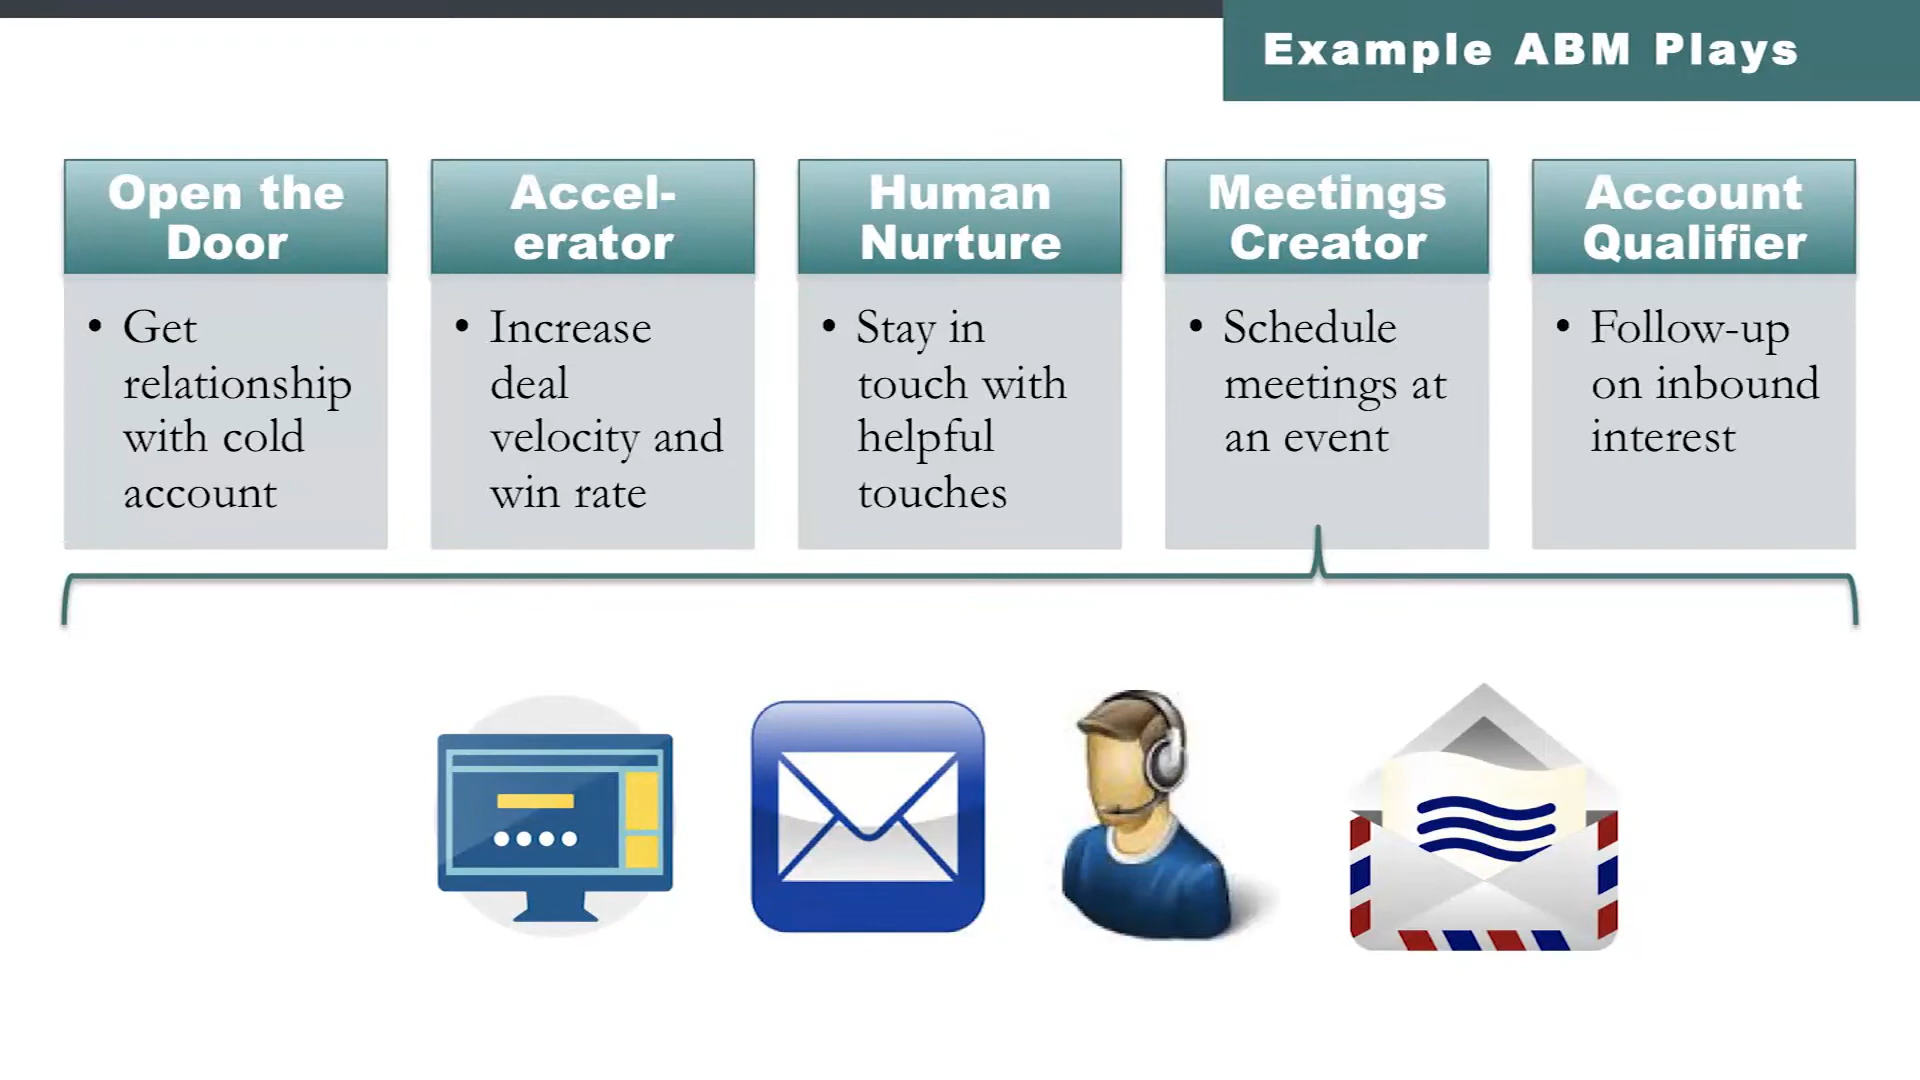 Example ABM Plays
Open the
Door
• Get
relationship
with cold
account
Accel-
erator
• Increase
deal
velocity and
win rate
Human
Nurture
• Stay in
touch with
helpful
touches
Meetings
Creator
• Schedule
meetings at
an event
Account
Qualifier
• Follow-up
on inbound
interest